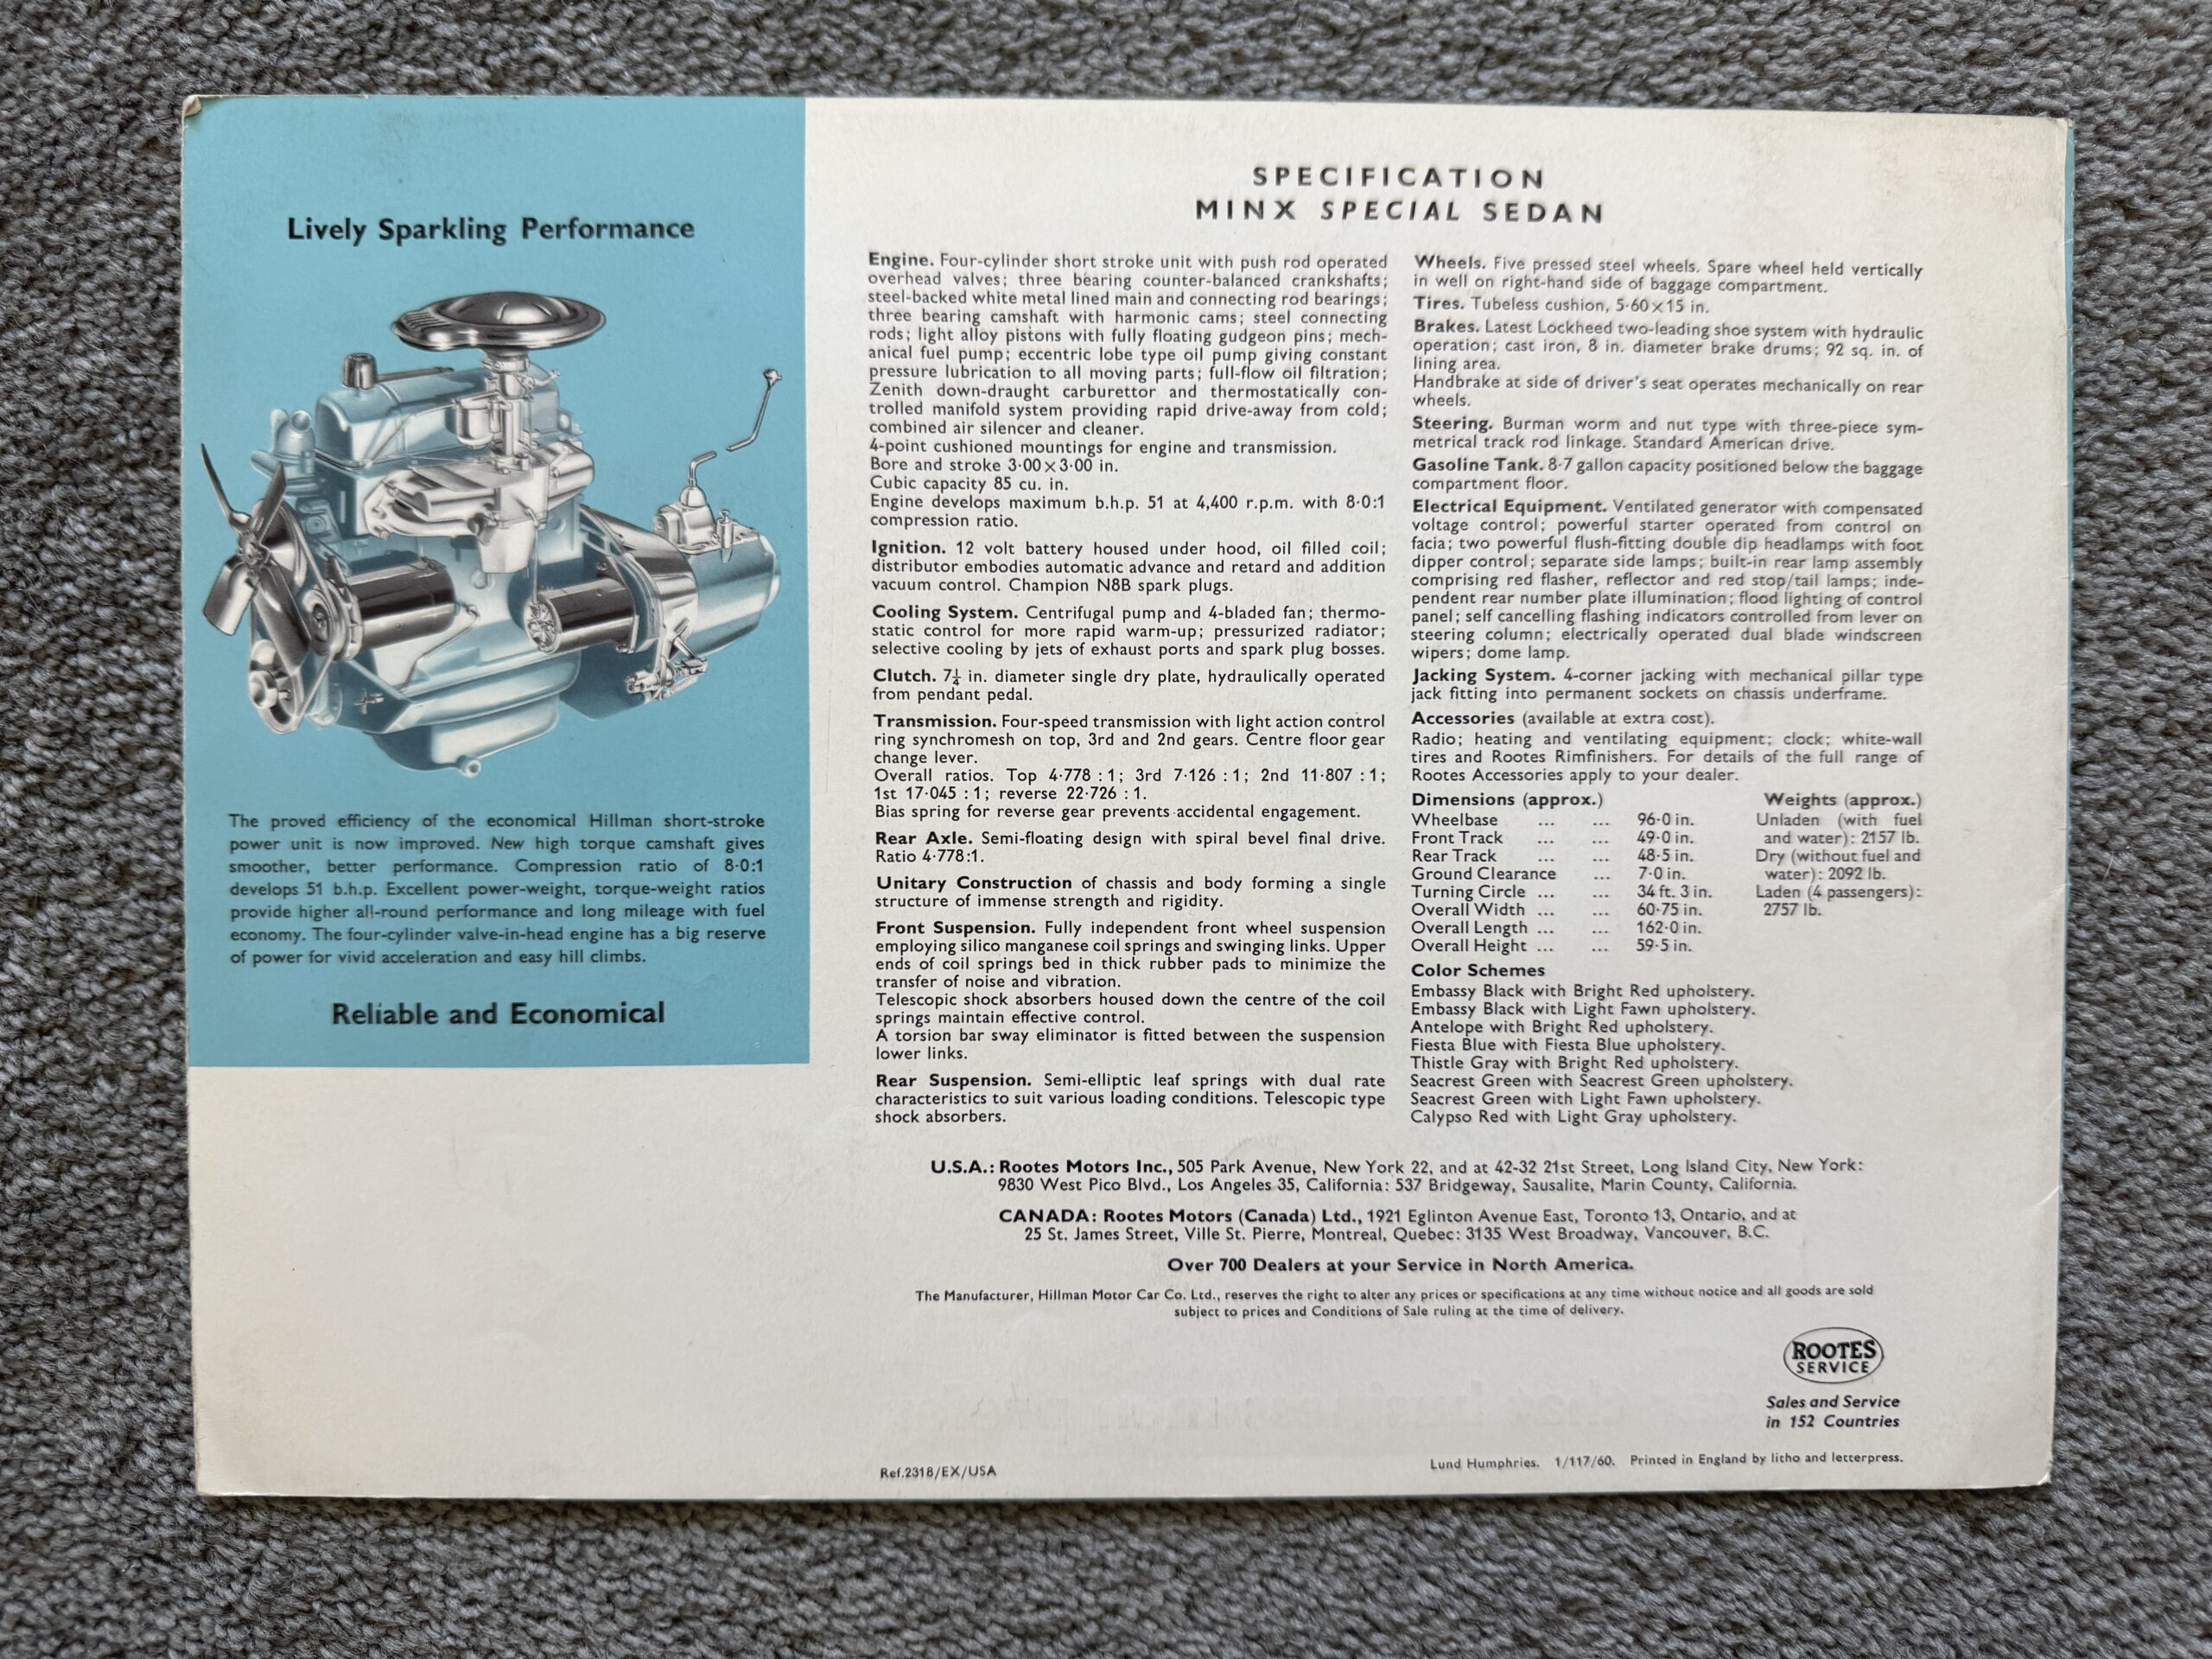 Lively Sparkling Performance
The proved efficiency of the economical Hillman short-stroke
power unit is now improved. New high torque camshaft gives
smoother, better performance. Compression ratio of 8·0:1
develops 51 b.h.p. Excellent power-weight, torque-weight ratios
provide higher all-round performance and long mileage with fuel
economy. The four-cylinder valve-in-head engine has a big reserve
of power for vivid acceleration and easy hill climbs.
Reliable and Economical
SPECIFICATION
MINX SPECIAL SEDAN
Engine. Four-cylinder short stroke unit with push rod operated
overhead valves; three bearing counter-balanced crankshafts;
steel-backed white metal lined main and connecting rod bearings;
three bearing camshaft with harmonic cams; steel connecting
rods; light alloy pistons with fully floating gudgeon pins; mech-
anical fuel pump; eccentric lobe type oil pump giving constant
pressure lubrication to all moving parts; full-flow oil filtration;
Zenith down-draught carburettor and thermostatically con-
trolled manifold system providing rapid drive-away from cold;
combined air silencer and cleaner.
4-point cushioned mountings for engine and transmission.
Bore and stroke 3·00 × 3·00 in.
Cubic capacity 85 cu. in.
Engine develops maximum b.h.p. 51 at 4,400 r.p.m. with 8·0:1
compression ratio.
Ignition. 12 volt battery housed under hood, oil filled coil;
distributor embodies automatic advance and retard and addition
vacuum control. Champion N8B spark plugs.
Cooling System. Centrifugal pump and 4-bladed fan; thermo-
static control for more rapid warm-up; pressurized radiator;
selective cooling by jets of exhaust ports and spark plug bosses.
Clutch. 7¼ in. diameter single dry plate, hydraulically operated
from pendant pedal.
Transmission. Four-speed transmission with light action control
ring synchromesh on top, 3rd and 2nd gears. Centre floor gear
change lever.
Overall ratios. Top 4·778 : 1; 3rd 7·126 : 1; 2nd 11·807 : 1;
1st 17·045 : 1; reverse 22·726 : 1.
Bias spring for reverse gear prevents accidental engagement.
Rear Axle. Semi-floating design with spiral bevel final drive.
Ratio 4·778:1.
Unitary Construction of chassis and body forming a single
structure of immense strength and rigidity.
Front Suspension. Fully independent front wheel suspension
employing silico manganese coil springs and swinging links. Upper
ends of coil springs bed in thick rubber pads to minimize the
transfer of noise and vibration.
Telescopic shock absorbers housed down the centre of the coil
springs maintain effective control.
A torsion bar sway eliminator is fitted between the suspension
lower links.
Rear Suspension. Semi-elliptic leaf springs with dual rate
characteristics to suit various loading conditions. Telescopic type
shock absorbers.
Wheels. Five pressed steel wheels. Spare wheel held vertically
in well on right-hand side of baggage compartment.
Tires. Tubeless cushion, 5·60 × 15 in.
Brakes. Latest Lockheed two-leading shoe system with hydraulic
operation; cast iron, 8 in. diameter brake drums; 92 sq. in. of
lining area.
Handbrake at side of driver's seat operates mechanically on rear
wheels.
Steering. Burman worm and nut type with three-piece sym-
metrical track rod linkage. Standard American drive.
Gasoline Tank. 8·7 gallon capacity positioned below the baggage
compartment floor.
Electrical Equipment. Ventilated generator with compensated
voltage control; powerful starter operated from control on
facia; two powerful flush-fitting double dip headlamps with foot
dipper control; separate side lamps; built-in rear lamp assembly
comprising red flasher, reflector and red stop/tail lamps; inde-
pendent rear number plate illumination; flood lighting of control
panel; self cancelling flashing indicators controlled from lever on
steering column; electrically operated dual blade windscreen
wipers; dome lamp.
Jacking System. 4-corner jacking with mechanical pillar type
jack fitting into permanent sockets on chassis underframe.
Accessories (available at extra cost).
Radio; heating and ventilating equipment; clock; white-wall
tires and Rootes Rimfinishers. For details of the full range of
Rootes Accessories apply to your dealer.
Dimensions (approx.)
Wheelbase ... ... 96·0 in.
Front Track ... ... 49·0 in.
Rear Track ... ... 48·5 in.
Ground Clearance ... 7·0 in.
Turning Circle ... ... 34 ft. 3 in.
Overall Width ... ... 60·75 in.
Overall Length ... ... 162·0 in.
Overall Height ... ... 59·5 in.
Weights (approx.)
Unladen (with fuel
and water): 2157 lb.
Dry (without fuel and
water): 2092 lb.
Laden (4 passengers):
2757 lb.
Color Schemes
Embassy Black with Bright Red upholstery.
Embassy Black with Light Fawn upholstery.
Antelope with Bright Red upholstery.
Fiesta Blue with Fiesta Blue upholstery.
Thistle Gray with Bright Red upholstery.
Seacrest Green with Seacrest Green upholstery.
Seacrest Green with Light Fawn upholstery.
Calypso Red with Light Gray upholstery.
U.S.A.: Rootes Motors Inc., 505 Park Avenue, New York 22, and at 42-32 21st Street, Long Island City, New York:
9830 West Pico Blvd., Los Angeles 35, California: 537 Bridgeway, Sausalite, Marin County, California.
CANADA: Rootes Motors (Canada) Ltd., 1921 Eglinton Avenue East, Toronto 13, Ontario, and at
25 St. James Street, Ville St. Pierre, Montreal, Quebec: 3135 West Broadway, Vancouver, B.C.
Over 700 Dealers at your Service in North America.
The Manufacturer, Hillman Motor Car Co. Ltd., reserves the right to alter any prices or specifications at any time without notice and all goods are sold
subject to prices and Conditions of Sale ruling at the time of delivery.
ROOTES
SERVICE
Sales and Service
in 152 Countries
Ref.2318/EX/USA
Lund Humphries. 1/117/60. Printed in England by litho and letterpress.